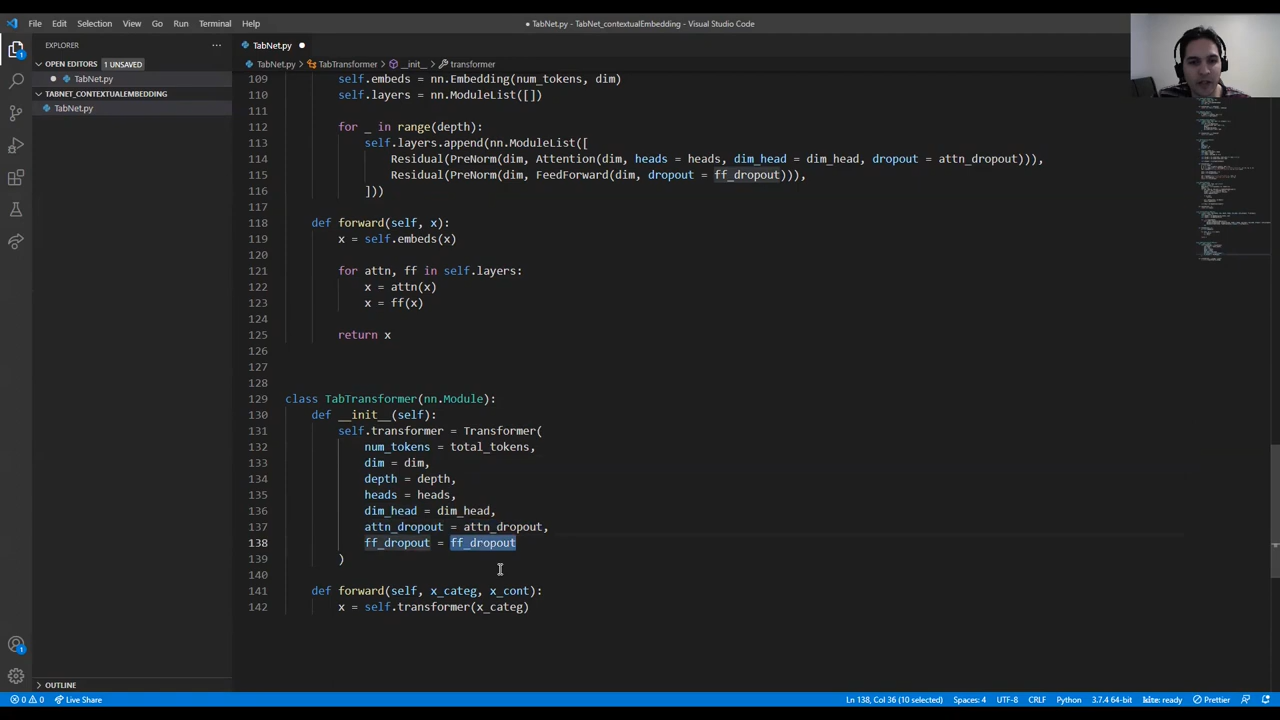 File Edit Selection View Go Run Terminal Help
● TabNet.py - TabNet_contextualEmbedding - Visual Studio Code
EXPLORER
OPEN EDITORS 1 UNSAVED
TabNet.py
TABNET_CONTEXTUALEMBEDDING
TabNet.py
OUTLINE
TabNet.py
TabNet.py > TabTransformer > __init__ > transformer
109 self.embeds = nn.Embedding(num_tokens, dim)
110 self.layers = nn.ModuleList([])
111
112 for _ in range(depth):
113 self.layers.append(nn.ModuleList([
114 Residual(PreNorm(dim, Attention(dim, heads = heads, dim_head = dim_head, dropout = attn_dropout))),
115 Residual(PreNorm(dim, FeedForward(dim, dropout = ff_dropout))),
116 ]))
117
118 def forward(self, x):
119 x = self.embeds(x)
120
121 for attn, ff in self.layers:
122 x = attn(x)
123 x = ff(x)
124
125 return x
126
127
128
129 class TabTransformer(nn.Module):
130 def __init__(self):
131 self.transformer = Transformer(
132 num_tokens = total_tokens,
133 dim = dim,
134 depth = depth,
135 heads = heads,
136 dim_head = dim_head,
137 attn_dropout = attn_dropout,
138 ff_dropout = ff_dropout
139 )
140
141 def forward(self, x_categ, x_cont):
142 x = self.transformer(x_categ)
0 0 Live Share Ln 138, Col 36 (10 selected) Spaces: 4 UTF-8 CRLF Python 3.7.4 64-bit kite: ready Prettier